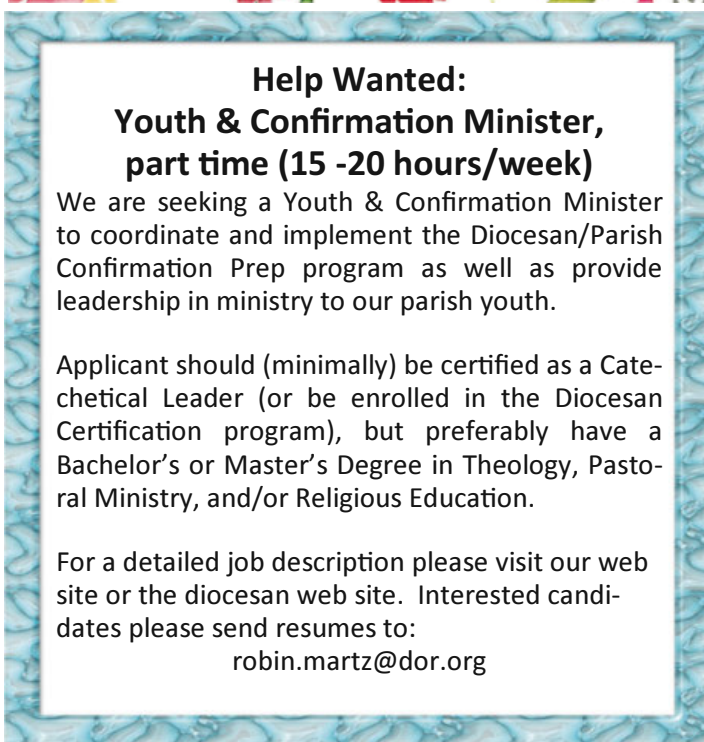 Help Wanted:
Youth & Confirmation Minister,
part time (15 -20 hours/week)
We are seeking a Youth & Confirmation Minister
to coordinate and implement the Diocesan/Parish
Confirmation Prep program as well as provide
leadership in ministry to our parish youth.
Applicant should (minimally) be certified as a Cate-
chetical Leader (or be enrolled in the Diocesan
Certification program), but preferably have a
Bachelor’s or Master’s Degree in Theology, Pasto-
ral Ministry, and/or Religious Education.
For a detailed job description please visit our web
site or the diocesan web site.  Interested candi-
dates please send resumes to:
robin.martz@dor.org